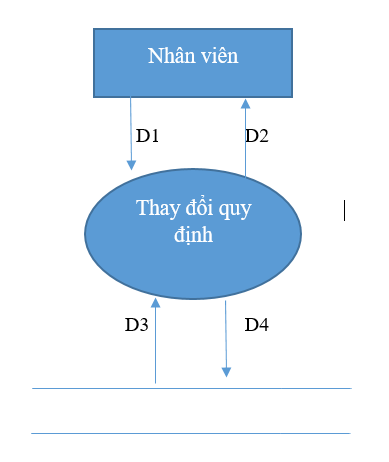 Nhân viên
D1
D2
Thay đổi quy
định
D3
D4